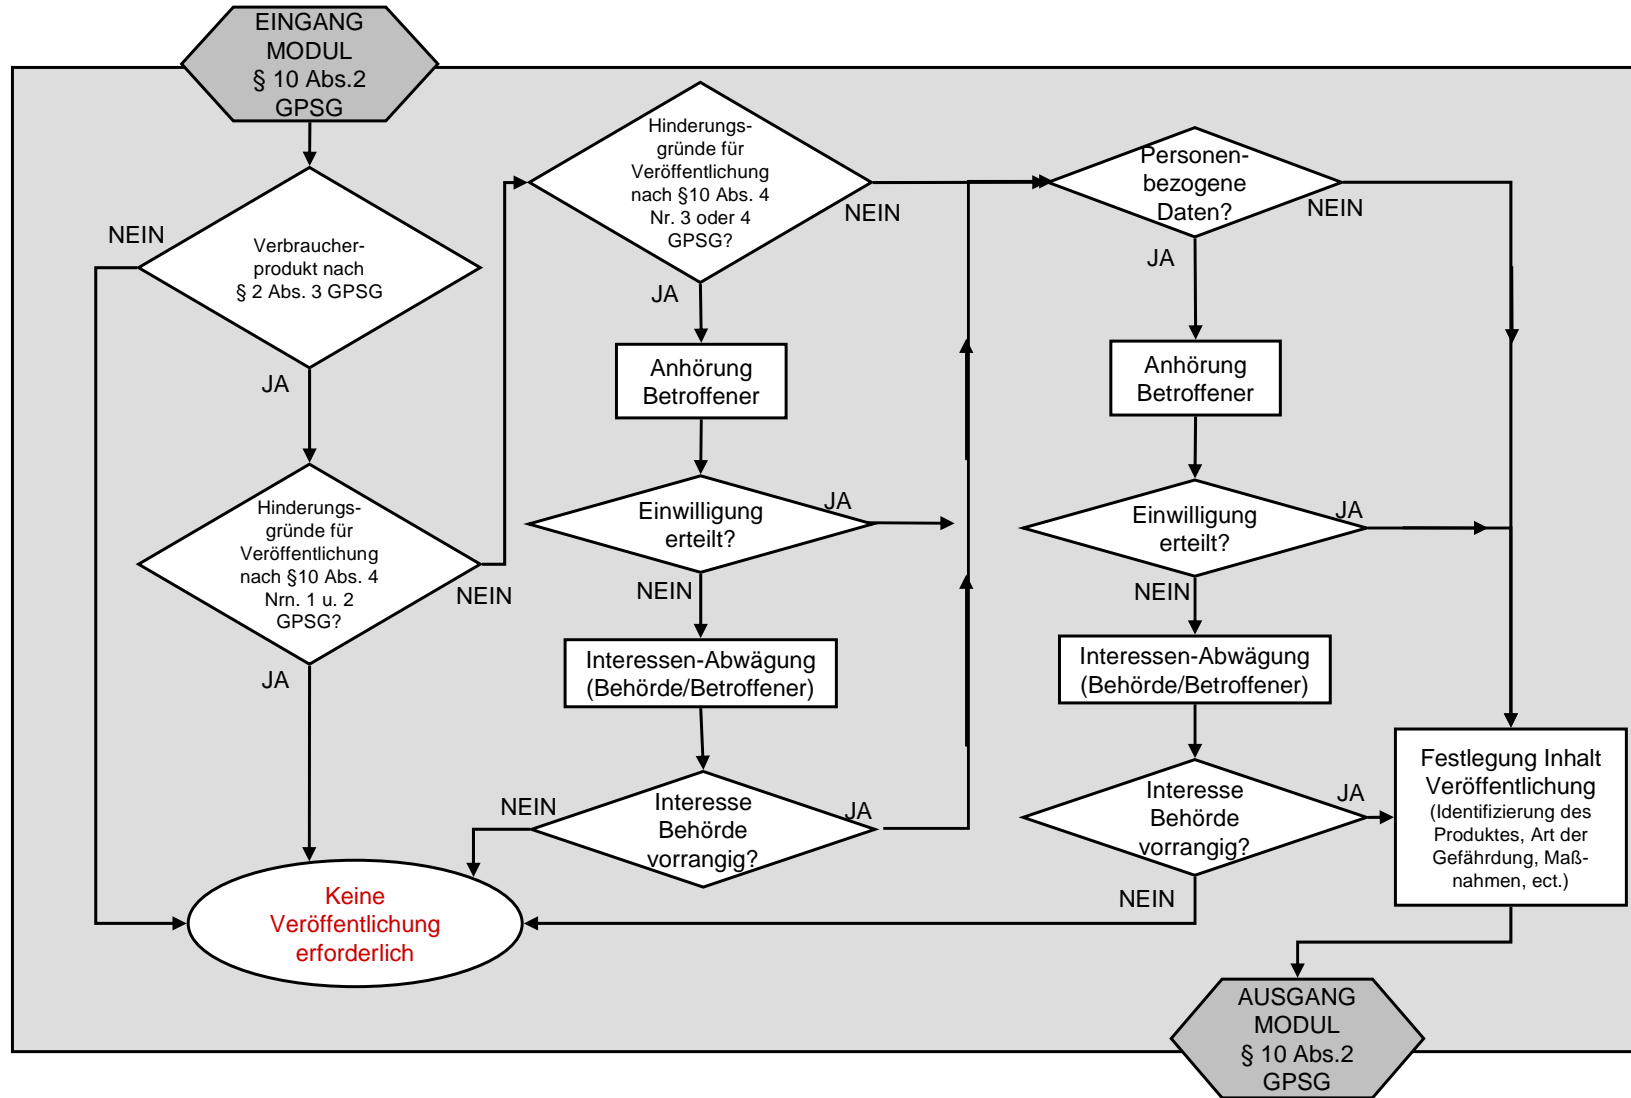 EINGANG
MODUL
§ 10 Abs.2
GPSG
NEIN
Verbraucher-
produkt nach
§ 2 Abs. 3 GPSG
JA
Hinderungs-
gründe für
Veröffentlichung
nach §10 Abs. 4
Nrn. 1 u. 2
GPSG?
NEIN
JA
Hinderungs-
gründe für
Veröffentlichung
nach §10 Abs. 4
Nr. 3 oder 4
GPSG?
NEIN
JA
Anhörung
Betroffener
Einwilligung
erteilt?
JA
NEIN
Interessen-Abwägung
(Behörde/Betroffener)
Interesse
Behörde
vorrangig?
NEIN
JA
Keine
Veröffentlichung
erforderlich
Personen-
bezogene
Daten?
NEIN
JA
Anhörung
Betroffener
Einwilligung
erteilt?
JA
NEIN
Interessen-Abwägung
(Behörde/Betroffener)
Interesse
Behörde
vorrangig?
JA
NEIN
Festlegung Inhalt
Veröffentlichung
(Identifizierung des
Produktes, Art der
Gefährdung, Maß-
nahmen, ect.)
AUSGANG
MODUL
§ 10 Abs.2
GPSG